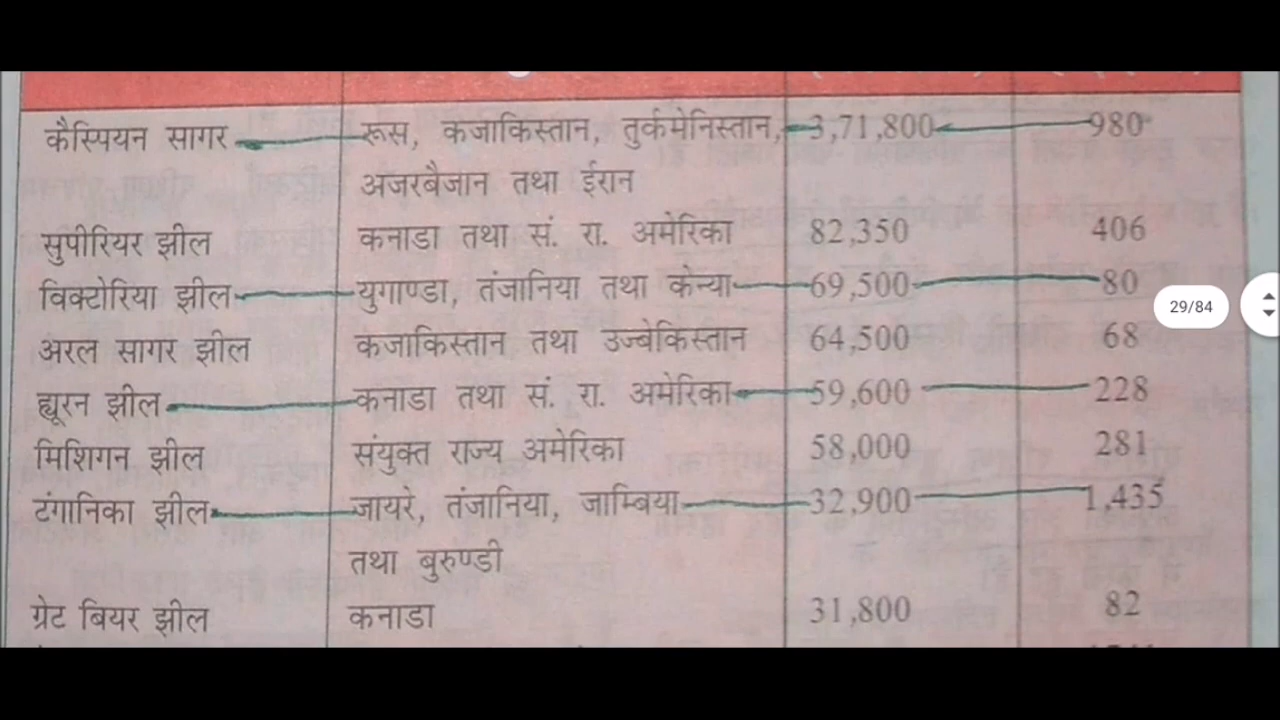 कैस्पियन सागर रूस, कजाकिस्तान, तुर्कमेनिस्तान, 3,71,800 980
अजरबैजान तथा ईरान
सुपीरियर झील कनाडा तथा सं. रा. अमेरिका 82,350 406
विक्टोरिया झील युगाण्डा, तंजानिया तथा केन्या 69,500 80
29/84
अरल सागर झील कजाकिस्तान तथा उज्बेकिस्तान 64,500 68
ह्यूरन झील कनाडा तथा सं. रा. अमेरिका 59,600 228
मिशिगन झील संयुक्त राज्य अमेरिका 58,000 281
टंगानिका झील जायरे, तंजानिया, जाम्बिया 32,900 1,435
तथा बुरुण्डी
ग्रेट बियर झील कनाडा 31,800 82